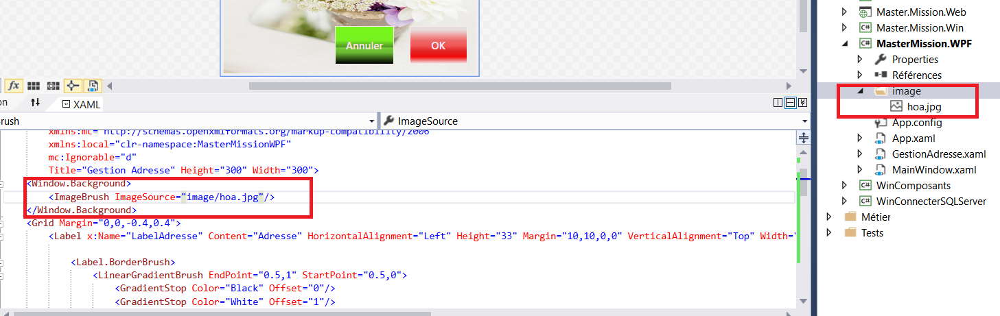 Annuler
OK
fx
on
XAML
rush
ImageSource
xmlns:mc="http://schemas.openxmlformats.org/markup-compatibility/2006"
xmlns:local="clr-namespace:MasterMissionWPF"
mc:Ignorable="d"
Title="Gestion Adresse" Height="300" Width="300">
<Window.Background>
<ImageBrush ImageSource="image/hoa.jpg"/>
</Window.Background>
<Grid Margin="0,0,-0.4,0.4">
<Label x:Name="LabelAdresse" Content="Adresse" HorizontalAlignment="Left" Height="33" Margin="10,10,0,0" VerticalAlignment="Top" Width="
<Label.BorderBrush>
<LinearGradientBrush EndPoint="0.5,1" StartPoint="0.5,0">
<GradientStop Color="Black" Offset="0"/>
<GradientStop Color="White" Offset="1"/>
Master.Mission.Web
C# Master.Mission.Win
C# MasterMission.WPF
Properties
Références
image
hoa.jpg
App.config
App.xaml
GestionAdresse.xaml
MainWindow.xaml
C# WinComposants
C# WinConnecterSQLServer
Métier
Tests